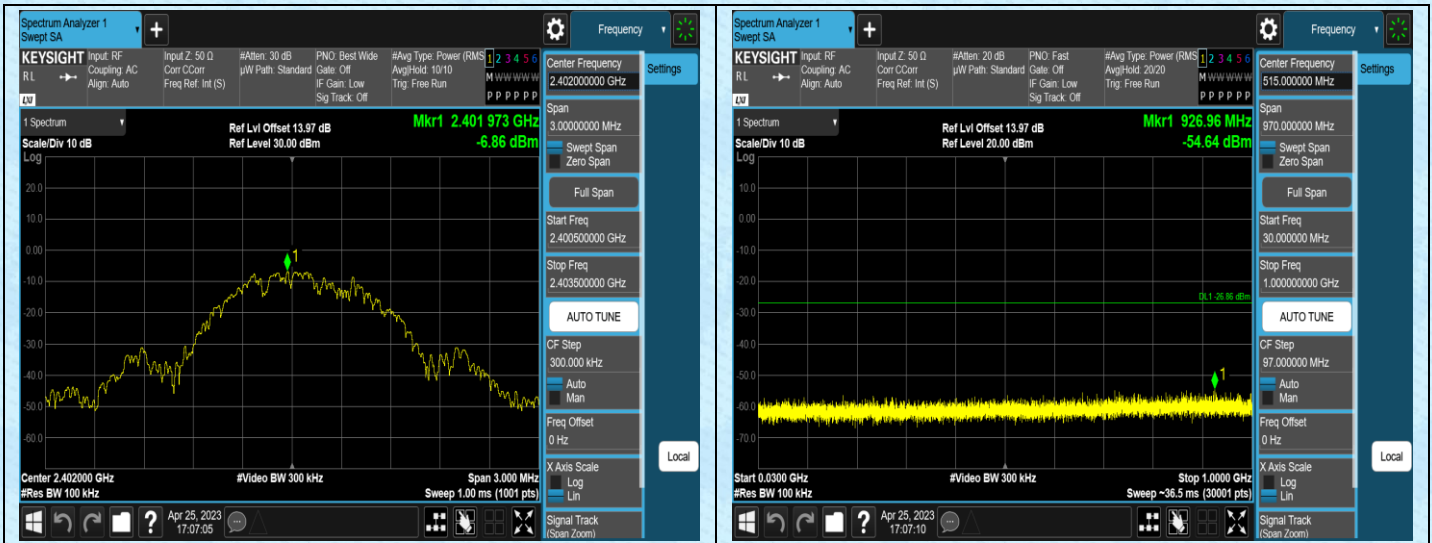 Spectrum Analyzer 1
Swept SA
Frequency
KEYSIGHT
Input: RF
Coupling: AC
Align: Auto
Input Z: 50 Ω
Corr CCorr
Freq Ref: Int (S)
#Atten: 30 dB
µW Path: Standard
PNO: Best Wide
Gate: Off
IF Gain: Low
Sig Track: Off
#Avg Type: Power (RMS
Avg|Hold: 10/10
Trig: Free Run
1 2 3 4 5 6
M W W W W W
P P P P P P
R L
LXI
Center Frequency
2.402000000 GHz
Settings
1 Spectrum
Scale/Div 10 dB
Log
Ref Lvl Offset 13.97 dB
Ref Level 30.00 dBm
Mkr1 2.401 973 GHz
-6.86 dBm
Span
3.00000000 MHz
Swept Span
Zero Span
Full Span
Start Freq
2.400500000 GHz
Stop Freq
2.403500000 GHz
AUTO TUNE
CF Step
300.000 kHz
Auto
Man
Freq Offset
0 Hz
X Axis Scale
Log
Lin
Signal Track
(Span Zoom)
Local
20.0
10.0
0.00
-10.0
-20.0
-30.0
-40.0
-50.0
-60.0
1
Center 2.402000 GHz
#Res BW 100 kHz
#Video BW 300 kHz
Span 3.000 MHz
Sweep 1.00 ms (1001 pts)
Apr 25, 2023
17:07:05
Spectrum Analyzer 1
Swept SA
Frequency
KEYSIGHT
Input: RF
Coupling: AC
Align: Auto
Input Z: 50 Ω
Corr CCorr
Freq Ref: Int (S)
#Atten: 20 dB
µW Path: Standard
PNO: Fast
Gate: Off
IF Gain: Low
Sig Track: Off
#Avg Type: Power (RMS
Avg|Hold: 20/20
Trig: Free Run
1 2 3 4 5 6
M W W W W W
P P P P P P
R L
LXI
Center Frequency
515.000000 MHz
Settings
1 Spectrum
Scale/Div 10 dB
Log
Ref Lvl Offset 13.97 dB
Ref Level 20.00 dBm
Mkr1 926.96 MHz
-54.64 dBm
Span
970.000000 MHz
Swept Span
Zero Span
Full Span
Start Freq
30.000000 MHz
Stop Freq
1.000000000 GHz
AUTO TUNE
CF Step
97.000000 MHz
Auto
Man
Freq Offset
0 Hz
X Axis Scale
Log
Lin
Signal Track
(Span Zoom)
Local
10.0
0.00
-10.0
-20.0
-30.0
-40.0
-50.0
-60.0
-70.0
DL1 -26.86 dBm
1
Start 0.0300 GHz
#Res BW 100 kHz
#Video BW 300 kHz
Stop 1.0000 GHz
Sweep ~36.5 ms (30001 pts)
Apr 25, 2023
17:07:10